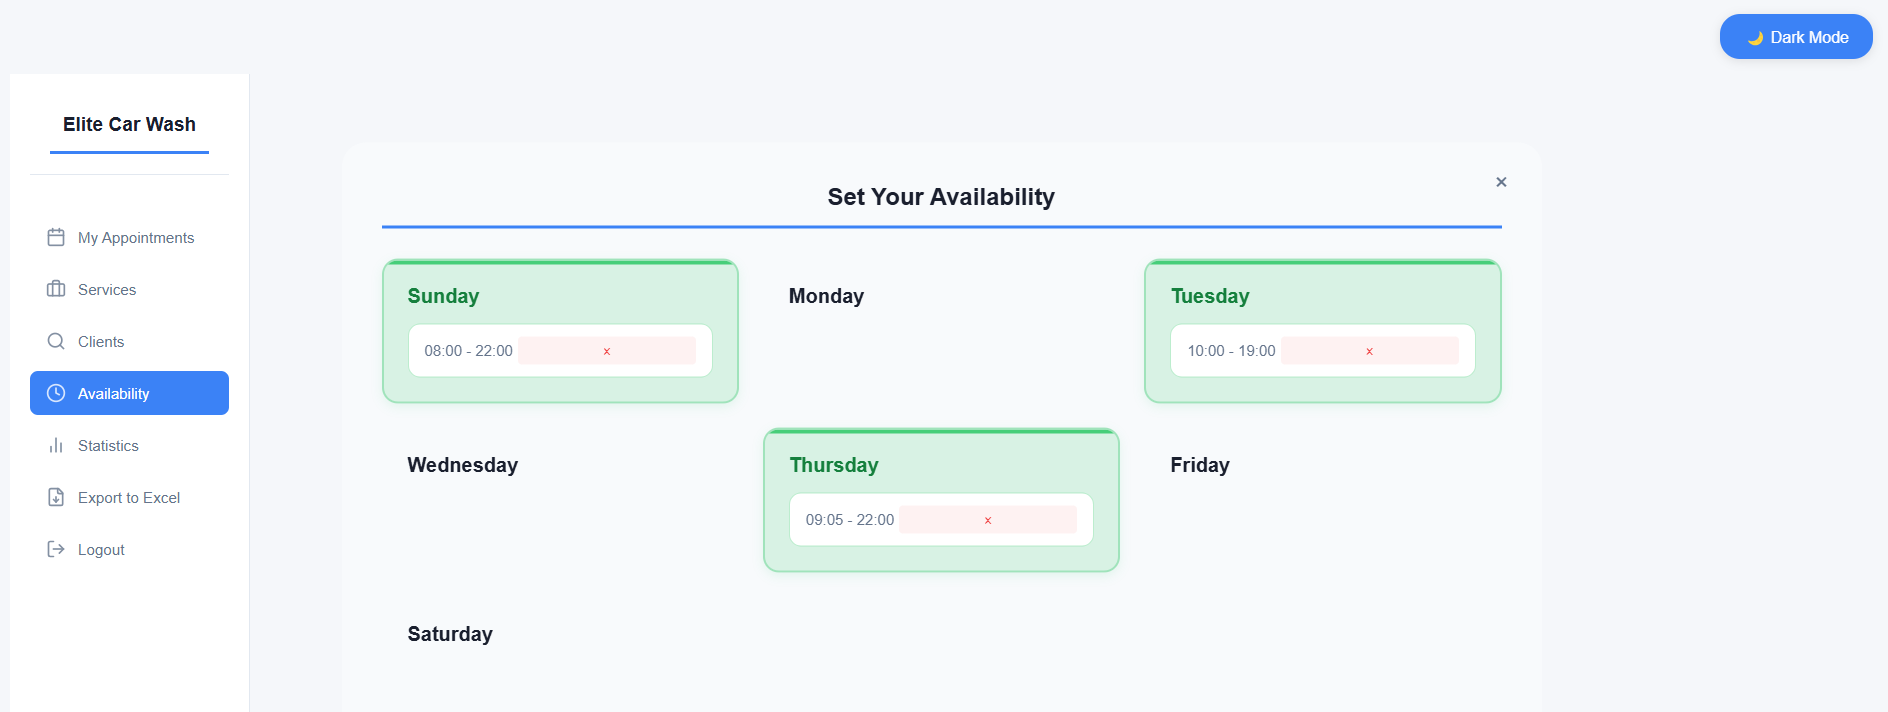 🌙 Dark Mode
Elite Car Wash
My Appointments
Services
Clients
Availability
Statistics
Export to Excel
Logout
Set Your Availability
×
Sunday
08:00 - 22:00 x
Monday
Tuesday
10:00 - 19:00 x
Wednesday
Thursday
09:05 - 22:00 x
Friday
Saturday